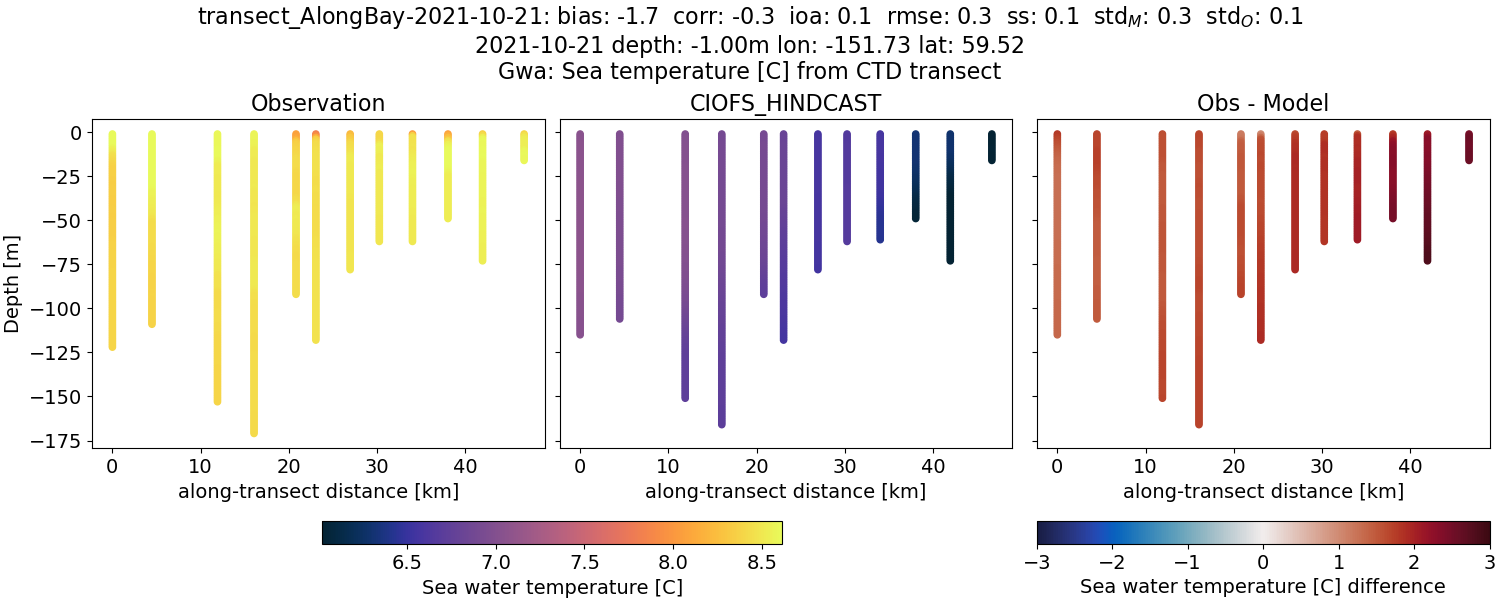 transect_AlongBay-2021-10-21: bias: -1.7 corr: -0.3 ioa: 0.1 rmse: 0.3 ss: 0.1 std_M: 0.3 std_O: 0.1
2021-10-21 depth: -1.00m lon: -151.73 lat: 59.52
Gwa: Sea temperature [C] from CTD transect
Observation
CIOFS_HINDCAST
Obs - Model
Depth [m]
0
−25
−50
−75
−100
−125
−150
−175
0 10 20 30 40
0 10 20 30 40
0 10 20 30 40
along-transect distance [km]
along-transect distance [km]
along-transect distance [km]
6.5 7.0 7.5 8.0 8.5
Sea water temperature [C]
−3 −2 −1 0 1 2 3
Sea water temperature [C] difference